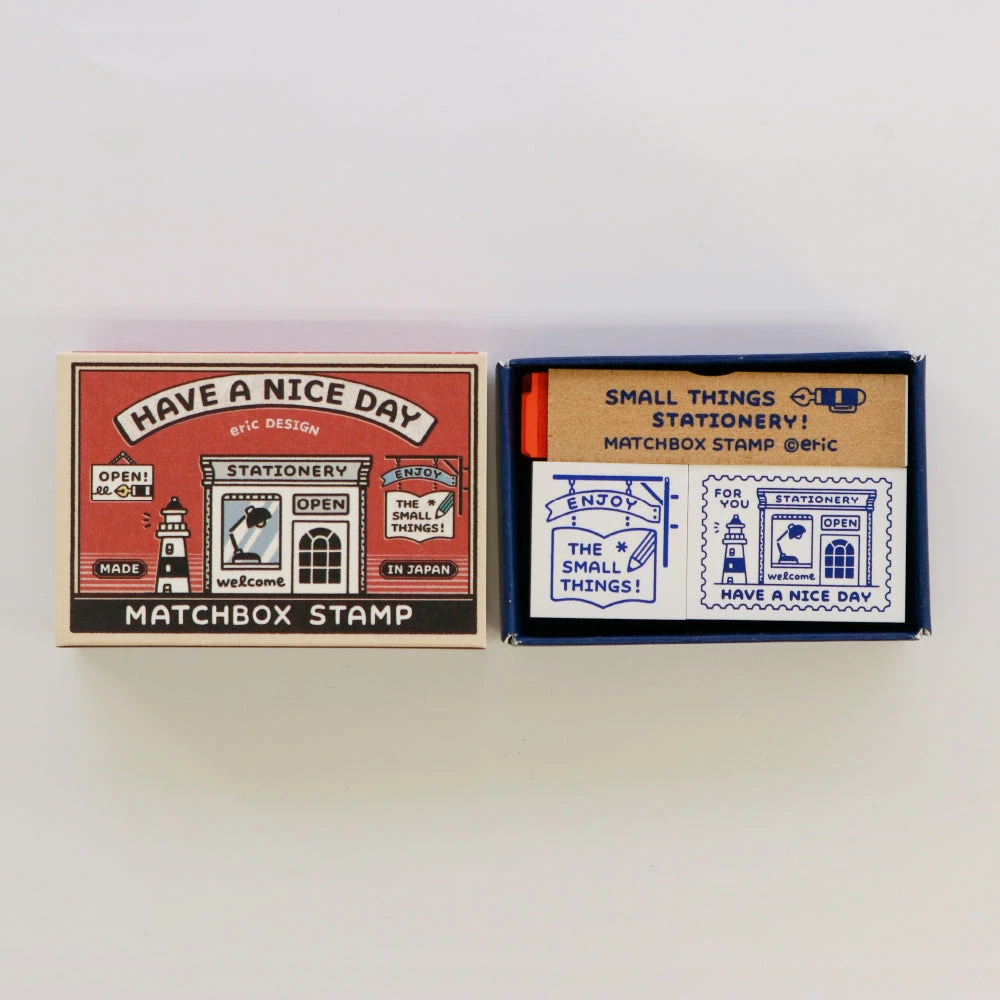 HAVE A NICE DAY
eric DESIGN
OPEN!
STATIONERY
OPEN
welcome
ENJOY
THE
SMALL
THINGS!
MADE
IN JAPAN
MATCHBOX STAMP
SMALL THINGS
STATIONERY!
MATCHBOX STAMP ©eric
ENJOY
THE
SMALL
THINGS!
FOR
YOU
STATIONERY
OPEN
welcome
HAVE A NICE DAY